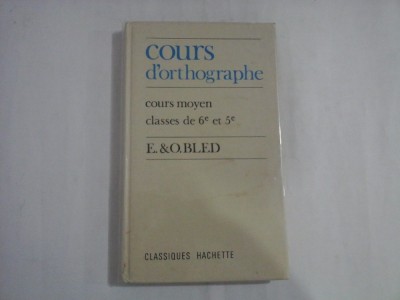 cours
d'orthographe
cours moyen
classes de 6e et 5e
E. & O. BLED
CLASSIQUES HACHETTE